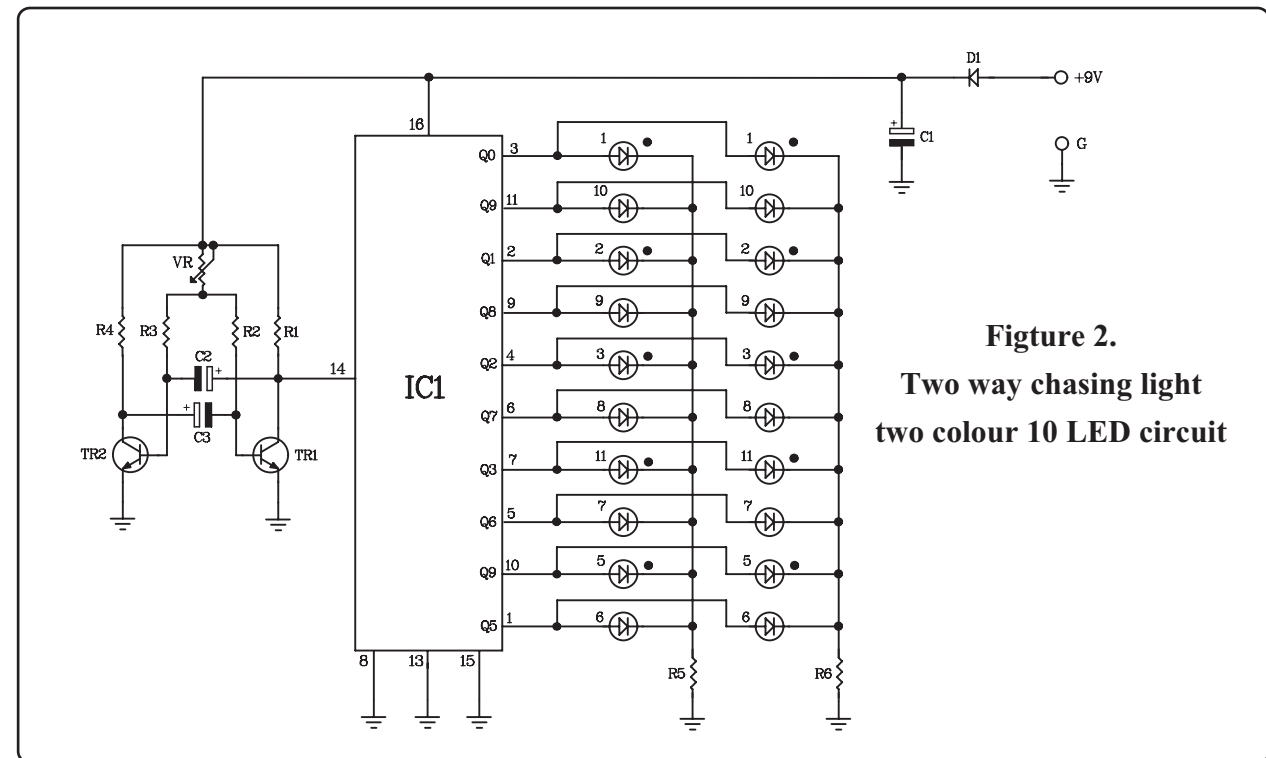 D1
+9V
16
+
C1
G
Q0 3 1 1
Q9 11 10 10
Q1 2 2 2
Q8 9 9 9
Q2 4 3 3
Q7 6 8 8
Q3 7 11 11
Q6 5 7 7
Q9 10 5 5
Q5 1 6 6
VR
R4 R3 R2 R1
C2
+
14
IC1
+
C3
TR2 TR1
8 13 15
R5 R6
Figture 2.
Two way chasing light
two colour 10 LED circuit